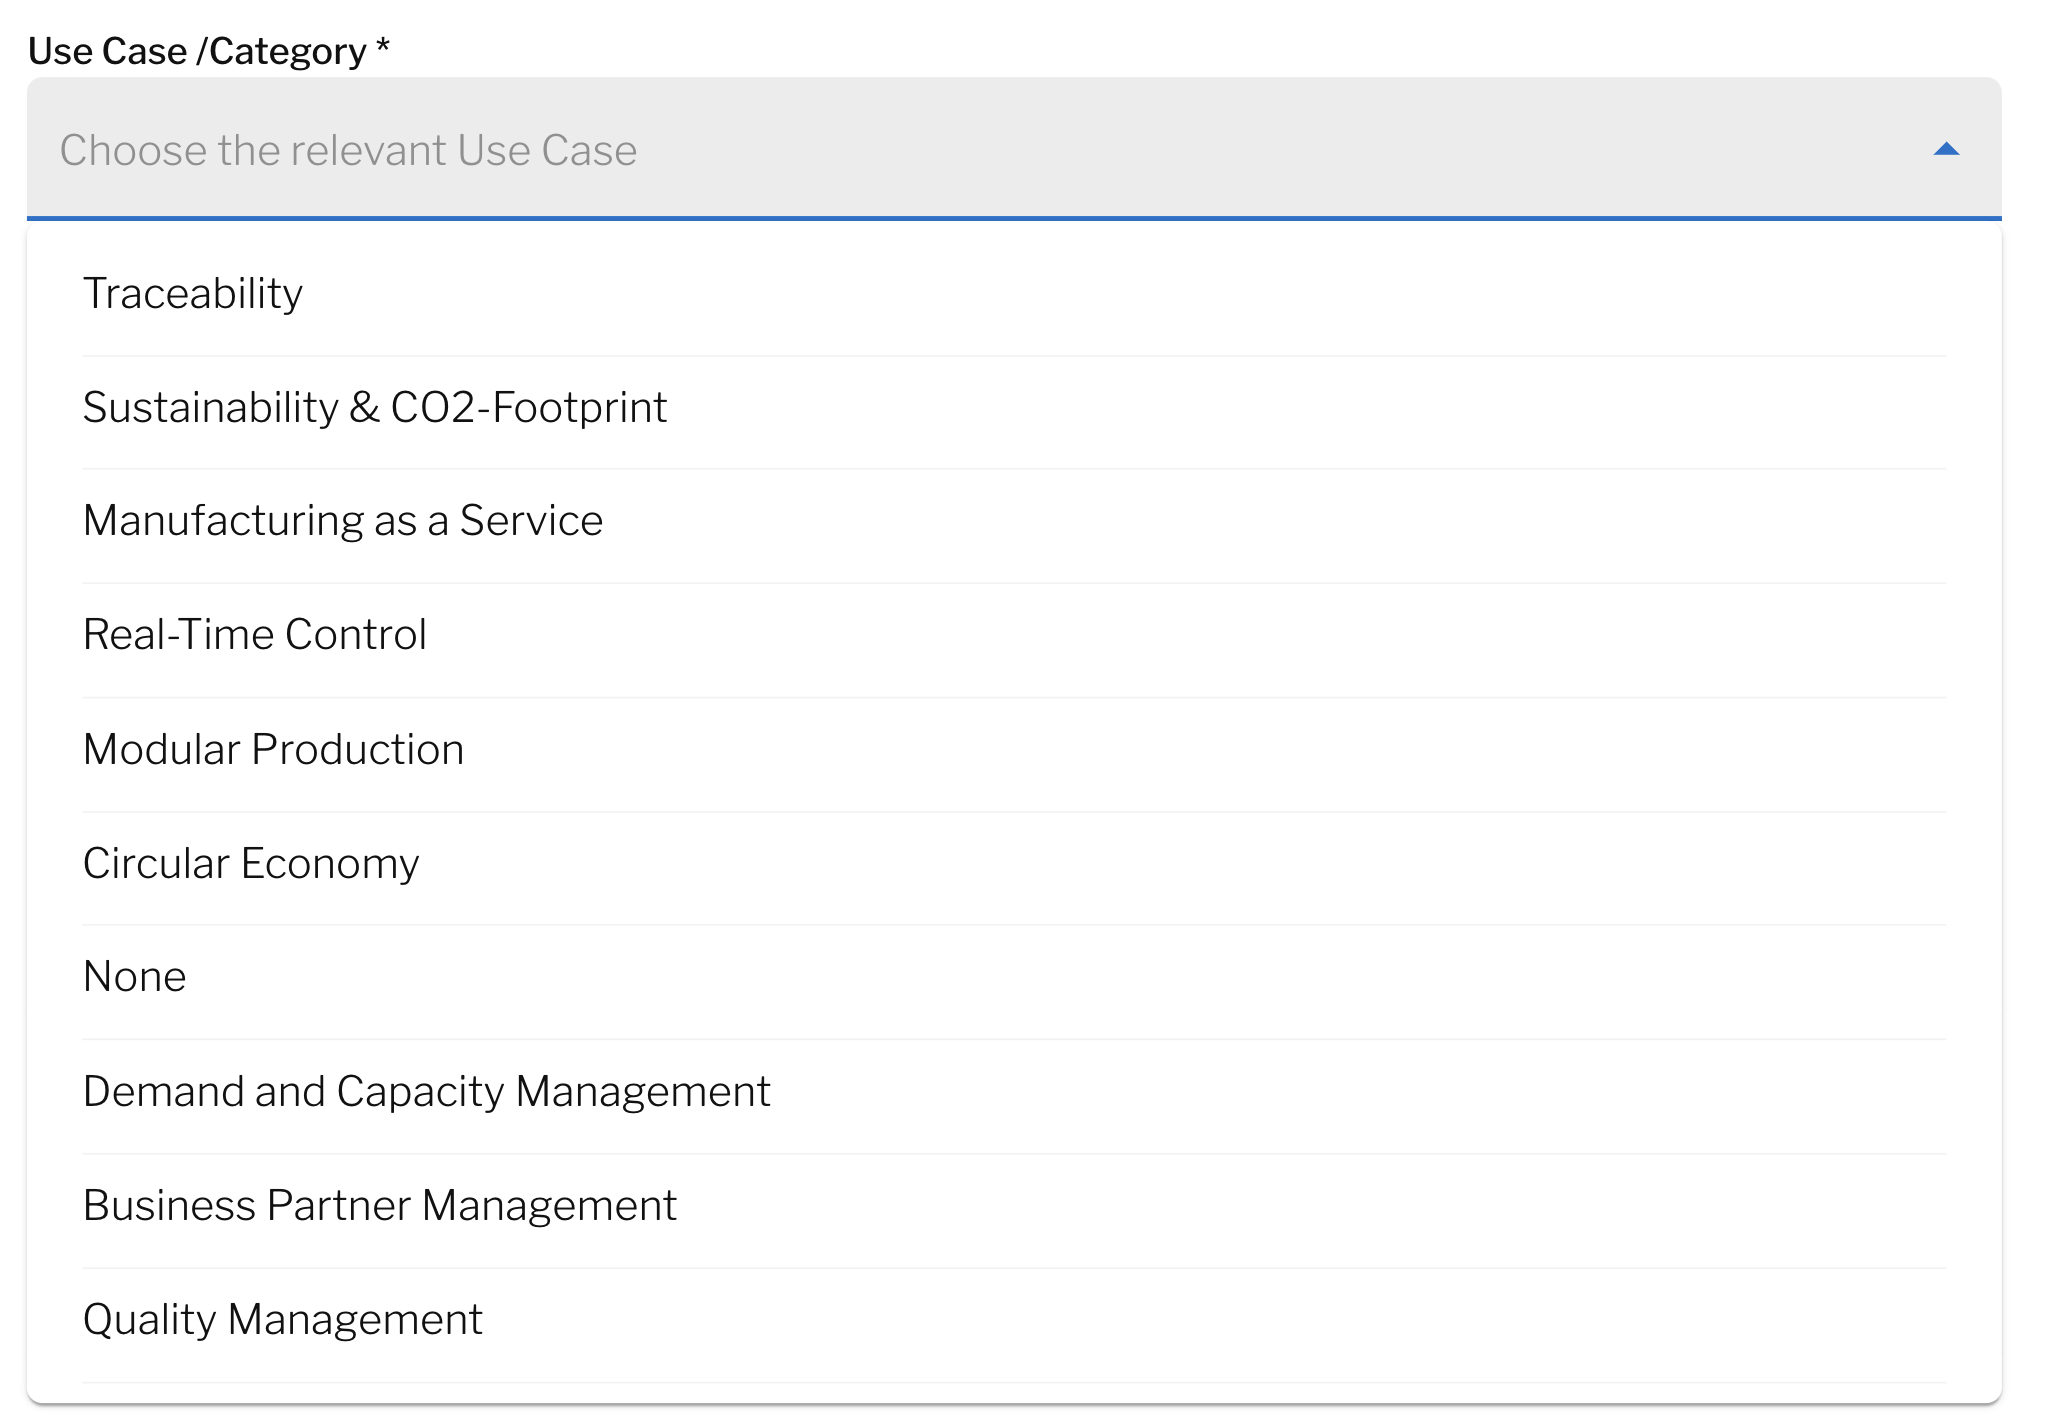 Use Case /Category *
Choose the relevant Use Case
Traceability
Sustainability & CO2-Footprint
Manufacturing as a Service
Real-Time Control
Modular Production
Circular Economy
None
Demand and Capacity Management
Business Partner Management
Quality Management